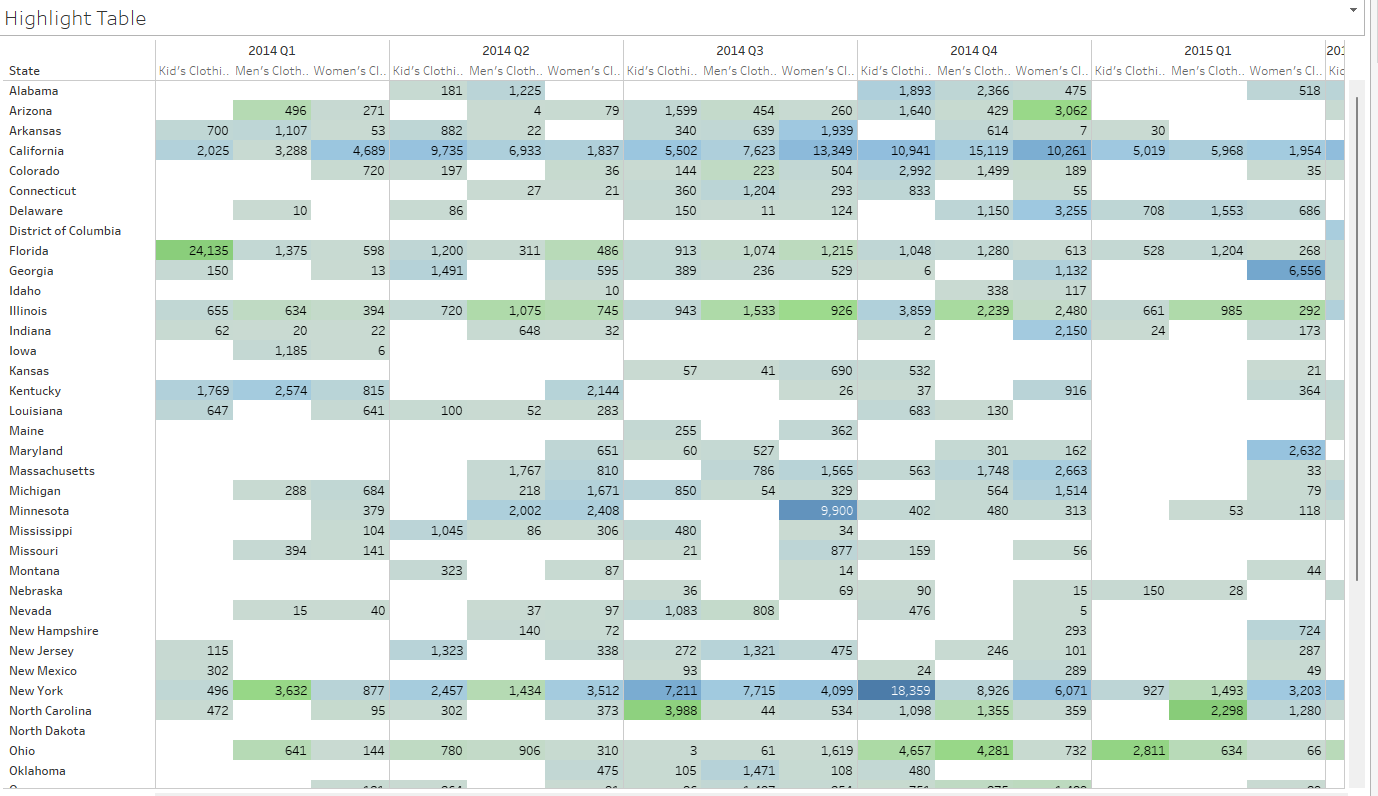 Highlight Table
2014 Q1 2014 Q2 2014 Q3 2014 Q4 2015 Q1 201
State Kid's Clothi.. Men's Cloth.. Women's Cl.. Kid's Clothi.. Men's Cloth.. Women's Cl.. Kid's Clothi.. Men's Cloth.. Women's Cl.. Kid's Clothi.. Men's Cloth.. Women's Cl.. Kid's Clothi.. Men's Cloth.. Women's Cl.. Kid
Alabama 181 1,225 1,893 2,366 475 518
Arizona 496 271 4 79 1,599 454 260 1,640 429 3,062
Arkansas 700 1,107 53 882 22 340 639 1,939 614 7 30
California 2,025 3,288 4,689 9,735 6,933 1,837 5,502 7,623 13,349 10,941 15,119 10,261 5,019 5,968 1,954
Colorado 720 197 36 144 223 504 2,992 1,499 189 35
Connecticut 27 21 360 1,204 293 833 55
Delaware 10 86 150 11 124 1,150 3,255 708 1,553 686
District of Columbia
Florida 24,135 1,375 598 1,200 311 486 913 1,074 1,215 1,048 1,280 613 528 1,204 268
Georgia 150 13 1,491 595 389 236 529 6 1,132 6,556
Idaho 10 338 117
Illinois 655 634 394 720 1,075 745 943 1,533 926 3,859 2,239 2,480 661 985 292
Indiana 62 20 22 648 32 2 2,150 24 173
Iowa 1,185 6
Kansas 57 41 690 532 21
Kentucky 1,769 2,574 815 2,144 26 37 916 364
Louisiana 647 641 100 52 283 683 130
Maine 255 362
Maryland 651 60 527 301 162 2,632
Massachusetts 1,767 810 786 1,565 563 1,748 2,663 33
Michigan 288 684 218 1,671 850 54 329 564 1,514 79
Minnesota 379 2,002 2,408 9,900 402 480 313 53 118
Mississippi 104 1,045 86 306 480 34
Missouri 394 141 21 877 159 56
Montana 323 87 14 44
Nebraska 36 69 90 15 150 28
Nevada 15 40 37 97 1,083 808 476 5
New Hampshire 140 72 293 724
New Jersey 115 1,323 338 272 1,321 475 246 101 287
New Mexico 302 93 24 289 49
New York 496 3,632 877 2,457 1,434 3,512 7,211 7,715 4,099 18,359 8,926 6,071 927 1,493 3,203
North Carolina 472 95 302 373 3,988 44 534 1,098 1,355 359 2,298 1,280
North Dakota
Ohio 641 144 780 906 310 3 61 1,619 4,657 4,281 732 2,811 634 66
Oklahoma 475 105 1,471 108 480